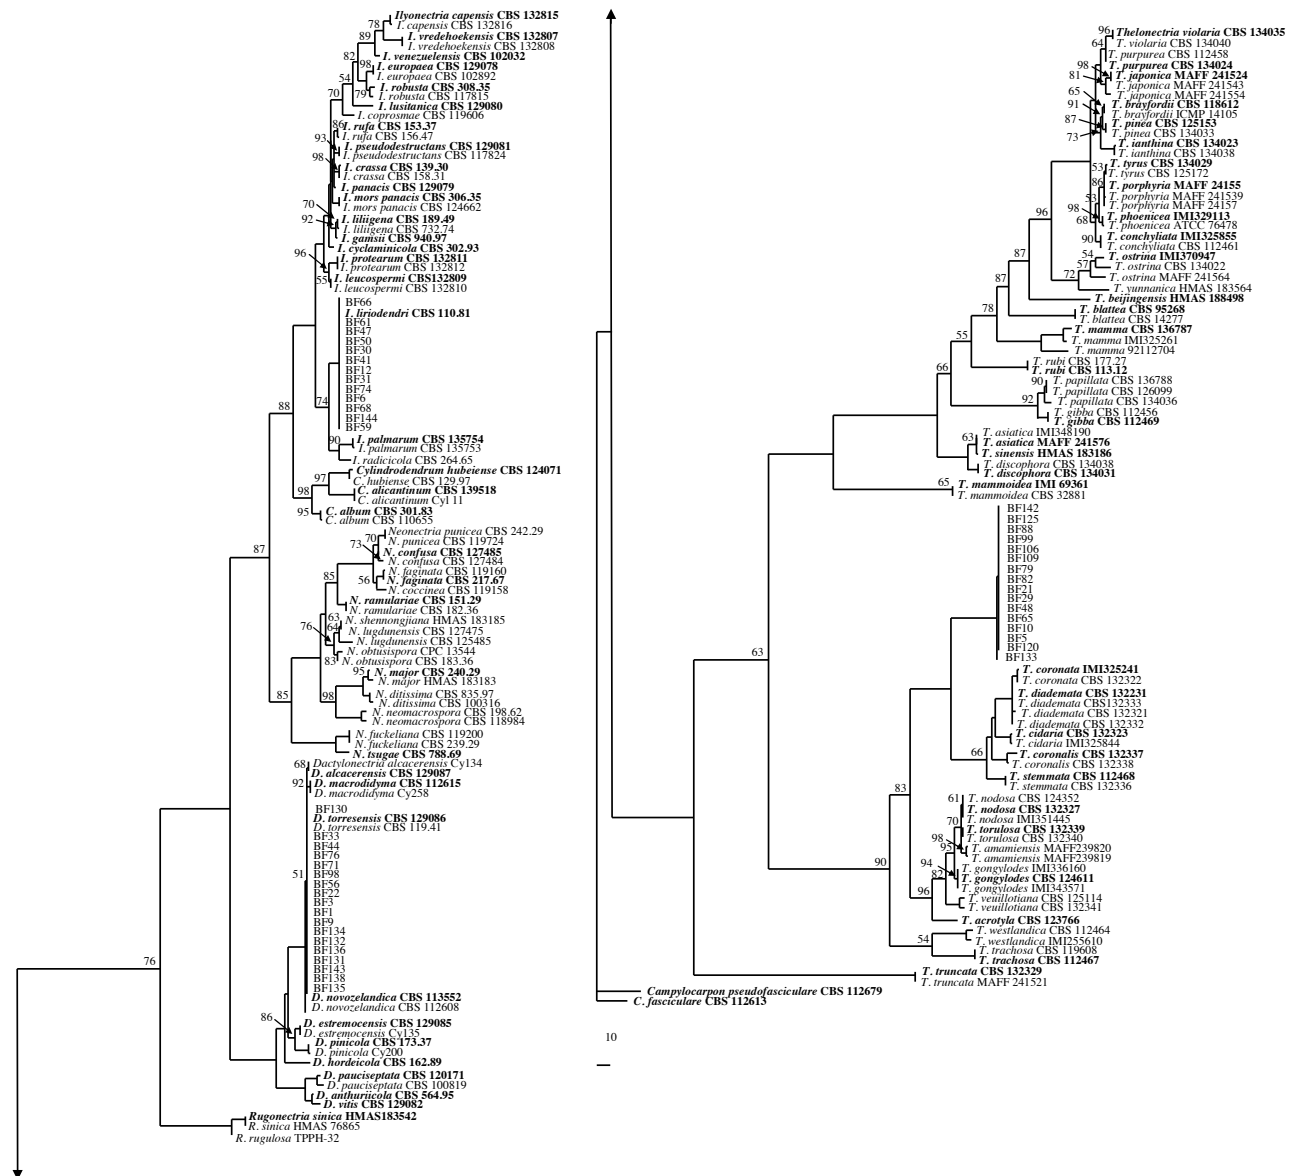 Ilyonectria capensis CBS 132815
78
I. capensis CBS 132816
89
I. vredehoekensis CBS 132807
I. vredehoekensis CBS 132808
82
I. venezuelensis CBS 102032
98
I. europaea CBS 129078
I. europaea CBS 102892
54
I. robusta CBS 308.35
79
I. robusta CBS 117815
70
I. lusitanica CBS 129080
I. coprosmae CBS 119606
86
I. rufa CBS 153.37
I. rufa CBS 156.47
93
I. pseudodestructans CBS 129081
I. pseudodestructans CBS 117824
98
I. crassa CBS 139.30
I. crassa CBS 158.31
I. panacis CBS 129079
I. mors panacis CBS 306.35
I. mors panacis CBS 124662
70
I. liliigena CBS 189.49
92
I. liliigena CBS 732.74
I. gamsii CBS 940.97
I. cyclaminicola CBS 302.93
96
I. protearum CBS 132811
I. protearum CBS 132812
55
I. leucospermi CBS132809
I. leucospermi CBS 132810
BF66
I. liriodendri CBS 110.81
BF61
BF47
BF50
BF30
BF41
BF12
BF31
BF74
BF6
74
88
BF68
BF144
BF59
90
I. palmarum CBS 135754
I. palmarum CBS 135753
I. radicicola CBS 264.65
Cylindrodendrum hubeiense CBS 124071
97
C. hubiense CBS 129.97
98
C. alicantinum CBS 139518
C. alicantinum Cyl 11
95
C. album CBS 301.83
C. album CBS 110655
87
Neonectria punicea CBS 242.29
70
N. punicea CBS 119724
73
N. confusa CBS 127485
N. confusa CBS 127484
N. faginata CBS 119160
85
56
N. faginata CBS 217.67
N. coccinea CBS 119158
N. ramulariae CBS 151.29
N. ramulariae CBS 182.36
63
N. shennongjiana HMAS 183185
76
64
N. lugdunensis CBS 127475
N. lugdunensis CBS 125485
N. obtusispora CPC 13544
83
N. obtusispora CBS 183.36
95
N. major CBS 240.29
N. major HMAS 183183
85
98
N. ditissima CBS 835.97
N. ditissima CBS 100316
N. neomacrospora CBS 198.62
N. neomacrospora CBS 118984
N. fuckeliana CBS 119200
N. fuckeliana CBS 239.29
N. tsugae CBS 788.69
68
Dactylonectria alcacerensis Cy134
D. alcacerensis CBS 129087
92
D. macrodidyma CBS 112615
D. macrodidyma Cy258
BF130
D. torresensis CBS 129086
D. torresensis CBS 119.41
BF33
BF44
BF76
BF71
51
BF98
BF56
BF22
BF3
BF1
BF9
BF134
BF132
BF136
76
BF131
BF143
BF138
BF135
D. novozelandica CBS 113552
D. novozelandica CBS 112608
86
D. estremocensis CBS 129085
D. estremocensis Cy135
D. pinicola CBS 173.37
D. pinicola Cy200
D. hordeicola CBS 162.89
D. pauciseptata CBS 120171
D. pauciseptata CBS 100819
D. anthuriicola CBS 564.95
D. vitis CBS 129082
Rugonectria sinica HMAS183542
R. sinica HMAS 76865
R. rugulosa TPPH-32
96
Thelonectria violaria CBS 134035
64
T. violaria CBS 134040
T. purpurea CBS 112458
98
T. purpurea CBS 134024
81
T. japonica MAFF 241524
T. japonica MAFF 241543
65
T. japonica MAFF 241554
91
T. brayfordii CBS 118612
T. brayfordii ICMP 14105
87
T. pinea CBS 125153
73
T. pinea CBS 134033
T. ianthina CBS 134023
T. ianthina CBS 134038
53
T. tyrus CBS 134029
T. tyrus CBS 125172
86
T. porphyria MAFF 24155
53
T. porphyria MAFF 241539
T. porphyria MAFF 24157
98
T. phoenicea IMI329113
96
68
T. phoenicea ATCC 76478
T. conchyliata IMI325855
90
T. conchyliata CBS 112461
87
54
T. ostrina IMI370947
57
T. ostrina CBS 134022
72
T. ostrina MAFF 241564
87
T. yunnanica HMAS 183564
T. beijingensis HMAS 188498
78
T. blattea CBS 95268
T. blattea CBS 14277
55
T. mamma CBS 136787
T. mamma IMI325261
T. mamma 92112704
T. rubi CBS 177.27
66
T. rubi CBS 113.12
90
T. papillata CBS 136788
T. papillata CBS 126099
92
T. papillata CBS 134036
T. gibba CBS 112456
T. gibba CBS 112469
T. asiatica IMI348190
63
T. asiatica MAFF 241576
T. sinensis HMAS 183186
T. discophora CBS 134038
T. discophora CBS 134031
65
T. mammoidea IMI 69361
T. mammoidea CBS 32881
BF142
BF125
BF88
BF99
BF106
BF109
BF79
BF82
BF21
BF29
BF48
BF65
BF10
BF5
BF120
BF133
63
T. coronata IMI325241
T. coronata CBS 132322
T. diademata CBS 132231
T. diademata CBS132333
T. diademata CBS 132321
T. diademata CBS 132332
T. cidaria CBS 132323
T. cidaria IMI325844
66
T. coronalis CBS 132337
T. coronalis CBS 132338
T. stemmata CBS 112468
T. stemmata CBS 132336
83
61
T. nodosa CBS 124352
T. nodosa CBS 132327
70
T. nodosa IMI351445
T. torulosa CBS 132339
98
T. torulosa CBS 132340
95
T. amamiensis MAFF239820
T. amamiensis MAFF239819
90
94
T. gongylodes IMI336160
82
T. gongylodes CBS 124611
T. gongylodes IMI343571
96
T. veuillotiana CBS 125114
T. veuillotiana CBS 132341
T. acrotyla CBS 123766
54
T. westlandica CBS 112464
T. westlandica IMI255610
T. trachosa CBS 119608
T. trachosa CBS 112467
T. truncata CBS 132329
T. truncata MAFF 241521
Campylocarpon pseudofasciculare CBS 112679
C. fasciculare CBS 112613
10